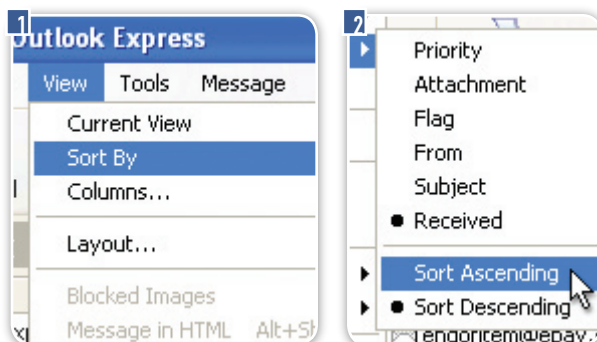 1
Outlook Express
View Tools Message
Current View
Sort By
Columns...
Layout...
Blocked Images
Message in HTML
2
Priority
Attachment
Flag
From
Subject
Received
Sort Ascending
Sort Descending